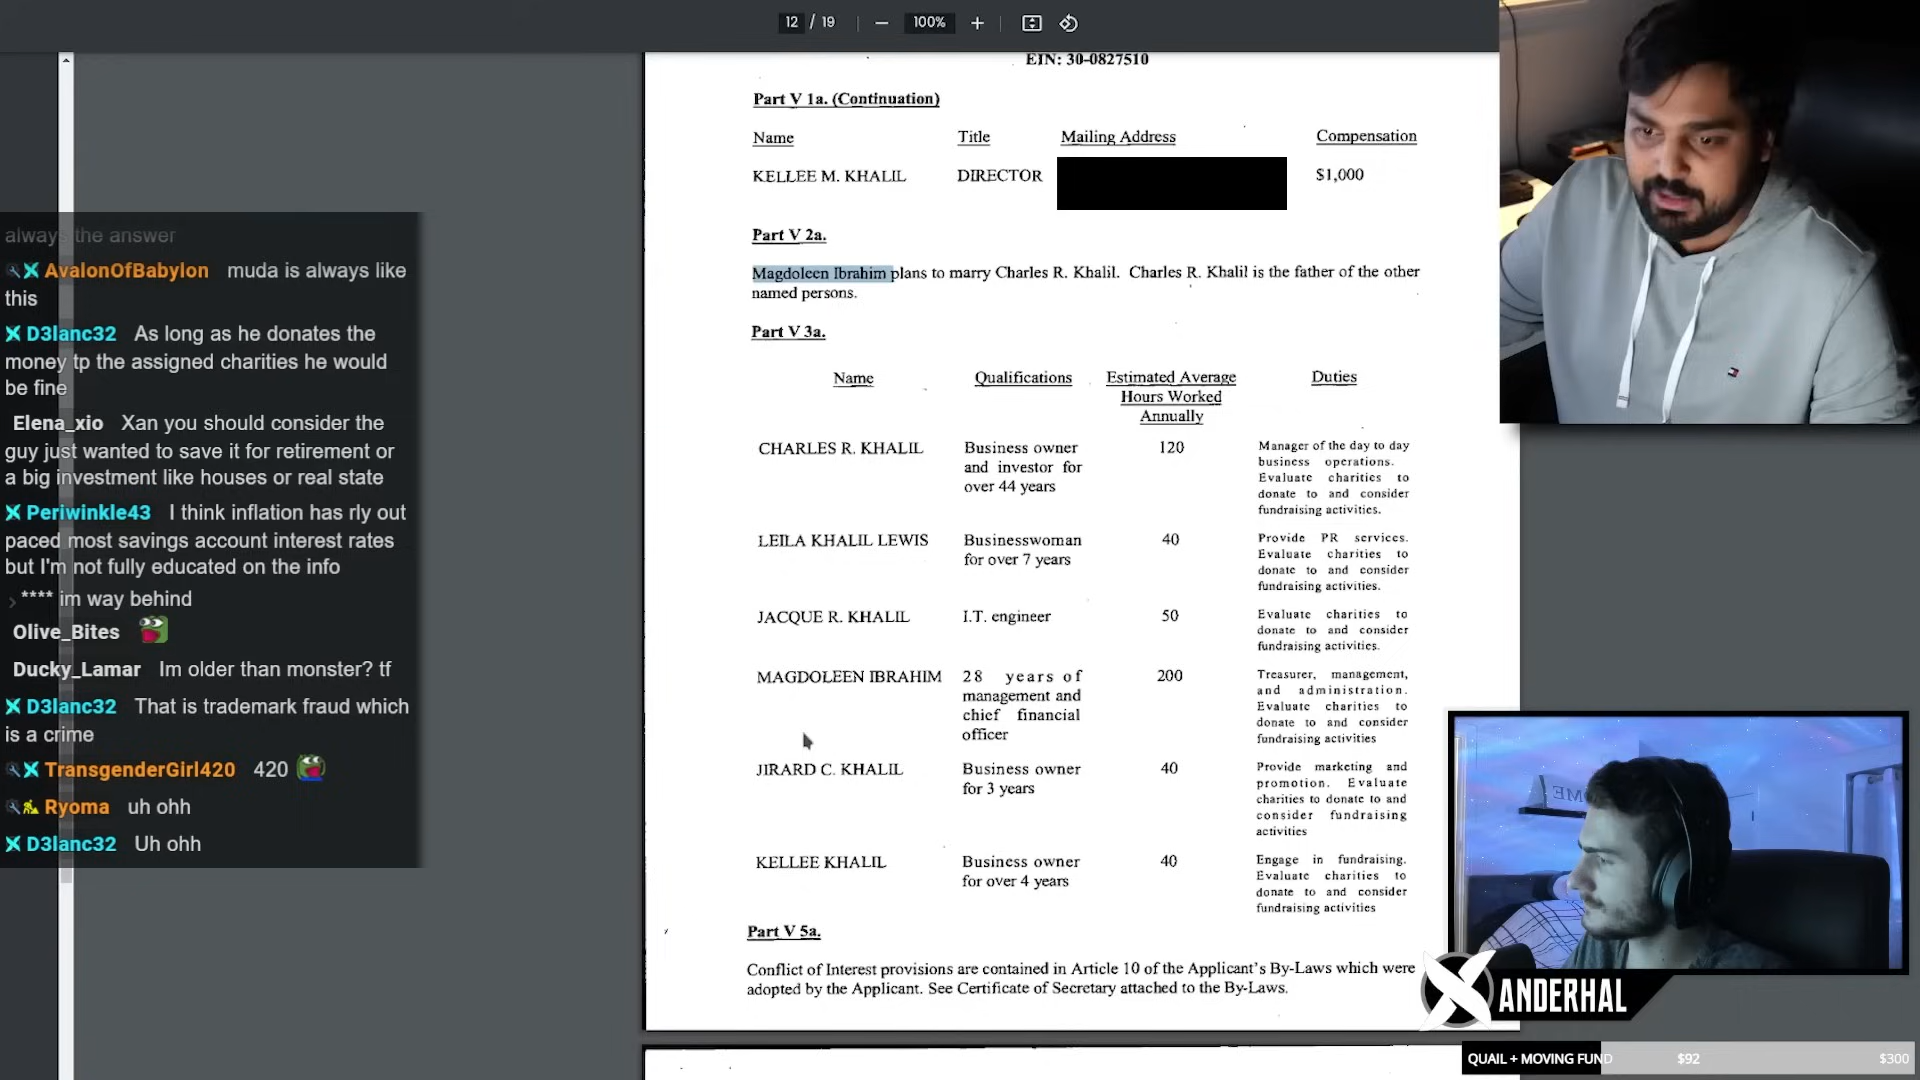 12 / 19
100%
EIN: 30-0827510
Part V 1a. (Continuation)
Name Title Mailing Address Compensation
KELLEE M. KHALIL DIRECTOR $1,000
Part V 2a.
Magdoleen Ibrahim plans to marry Charles R. Khalil. Charles R. Khalil is the father of the other
named persons.
Part V 3a.
Name Qualifications Estimated Average
Hours Worked
Annually Duties
CHARLES R. KHALIL Business owner
and investor for
over 44 years 120 Manager of the day to day
business operations.
Evaluate charities to
donate to and consider
fundraising activities.
LEILA KHALIL LEWIS Businesswoman
for over 7 years 40 Provide PR services.
Evaluate charities to
donate to and consider
fundraising activities.
JACQUE R. KHALIL I.T. engineer 50 Evaluate charities to
donate to and consider
fundraising activities.
MAGDOLEEN IBRAHIM 28 years of
management and
chief financial
officer 200 Treasurer, management,
and administration.
Evaluate charities to
donate to and consider
fundraising activities
JIRARD C. KHALIL Business owner
for 3 years 40 Provide marketing and
promotion. Evaluate
charities to donate to and
consider fundraising
activities
KELLEE KHALIL Business owner
for over 4 years 40 Engage in fundraising.
Evaluate charities to
donate to and consider
fundraising activities
Part V 5a.
Conflict of Interest provisions are contained in Article 10 of the Applicant's By-Laws which were
adopted by the Applicant. See Certificate of Secretary attached to the By-Laws.
always the answer
AvalonOfBabylon muda is always like
this
D3lanc32 As long as he donates the
money tp the assigned charities he would
be fine
Elena_xio Xan you should consider the
guy just wanted to save it for retirement or
a big investment like houses or real state
Periwinkle43 I think inflation has rly out
paced most savings account interest rates
but I'm not fully educated on the info
**** im way behind
Olive_Bites
Ducky_Lamar Im older than monster? tf
D3lanc32 That is trademark fraud which
is a crime
TransgenderGirl420 420
Ryoma uh ohh
D3lanc32 Uh ohh
XANDERHAL
QUAIL + MOVING FUND $92 $300